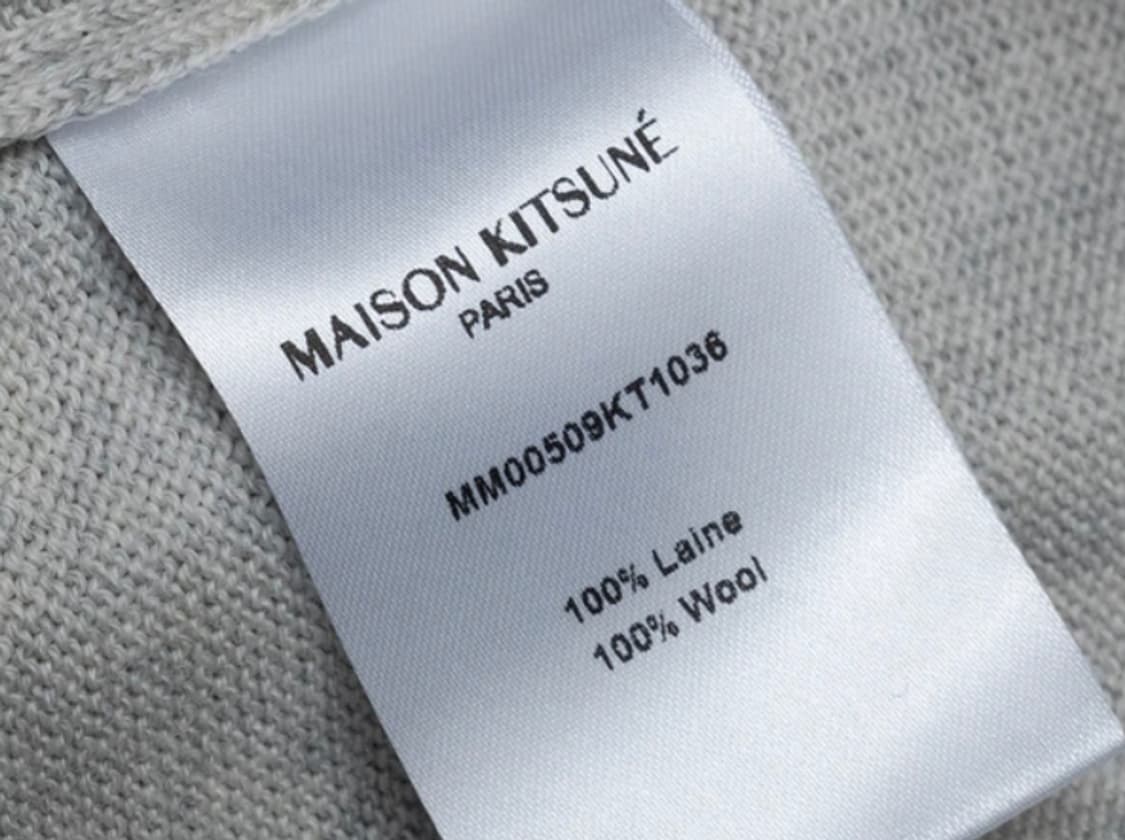 MAISON KITSUNÉ
PARIS
MM00509KT1036
100% Laine
100% Wool